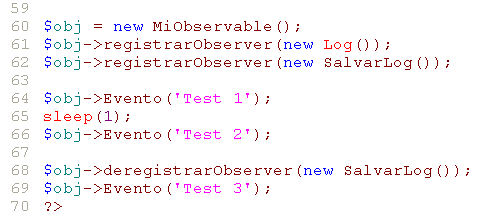 59
60 $obj = new MiObservable();
61 $obj->registrarObserver(new Log());
62 $obj->registrarObserver(new SalvarLog());
63
64 $obj->Evento('Test 1');
65 sleep(1);
66 $obj->Evento('Test 2');
67
68 $obj->deregistrarObserver(new SalvarLog());
69 $obj->Evento('Test 3');
70 ?>